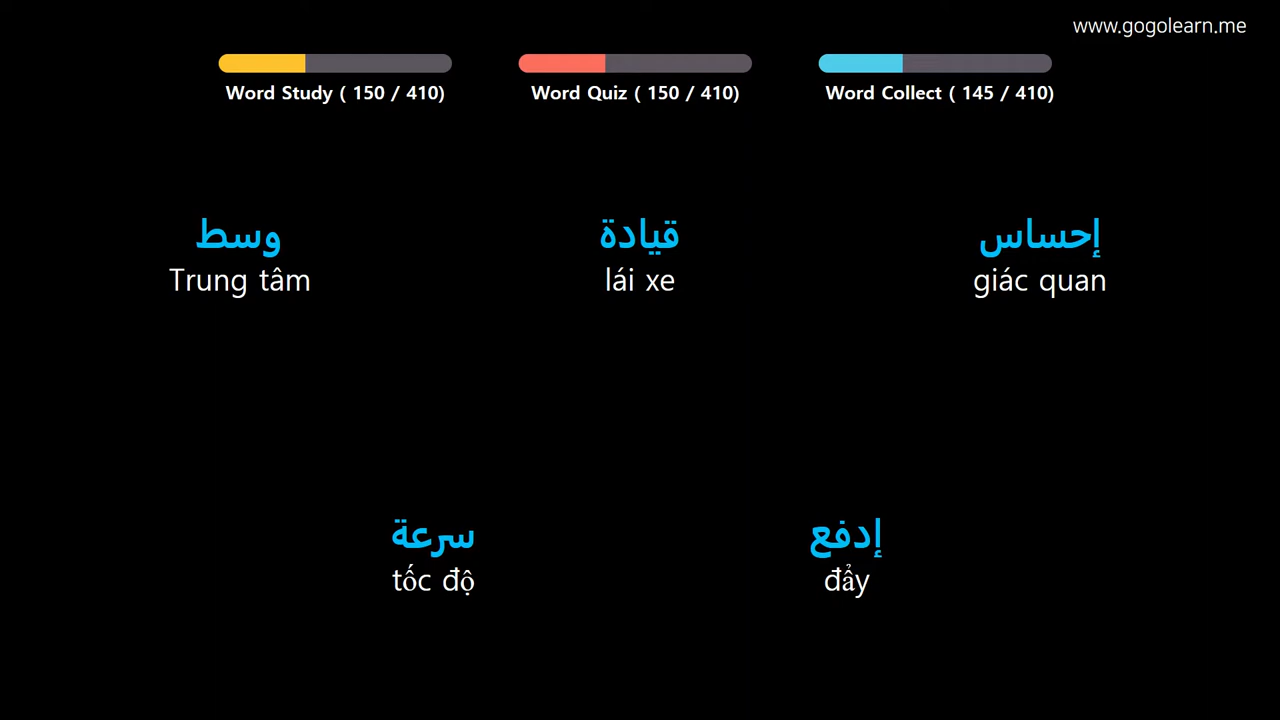 www.gogolearn.me
Word Study ( 150 / 410)
Word Quiz ( 150 / 410)
Word Collect ( 145 / 410)
وسط
Trung tâm
قيادة
lái xe
إحساس
giác quan
سرعة
tốc độ
إدفع
đẩy